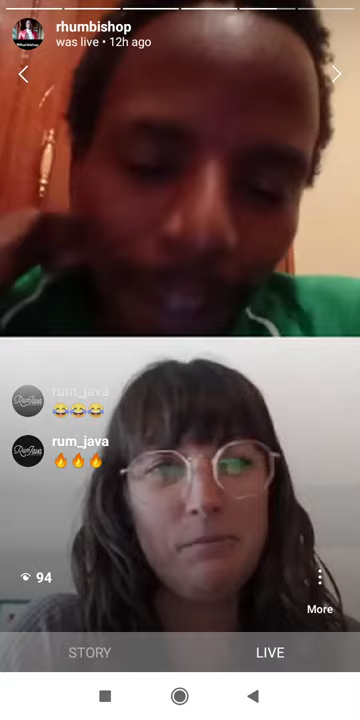 rhumbishop
was live • 12h ago
rum_java
😂😂😂
rum_java
🔥🔥🔥
94
More
STORY
LIVE